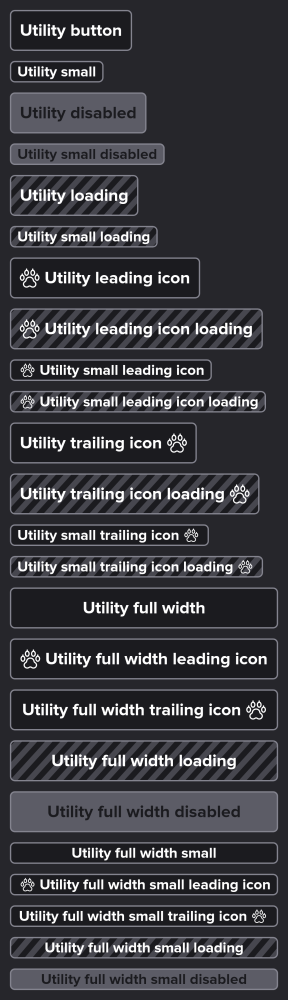 Utility button
Utility small
Utility disabled
Utility small disabled
Utility loading
Utility small loading
Utility leading icon
Utility leading icon loading
Utility small leading icon
Utility small leading icon loading
Utility trailing icon
Utility trailing icon loading
Utility small trailing icon
Utility small trailing icon loading
Utility full width
Utility full width leading icon
Utility full width trailing icon
Utility full width loading
Utility full width disabled
Utility full width small
Utility full width small leading icon
Utility full width small trailing icon
Utility full width small loading
Utility full width small disabled